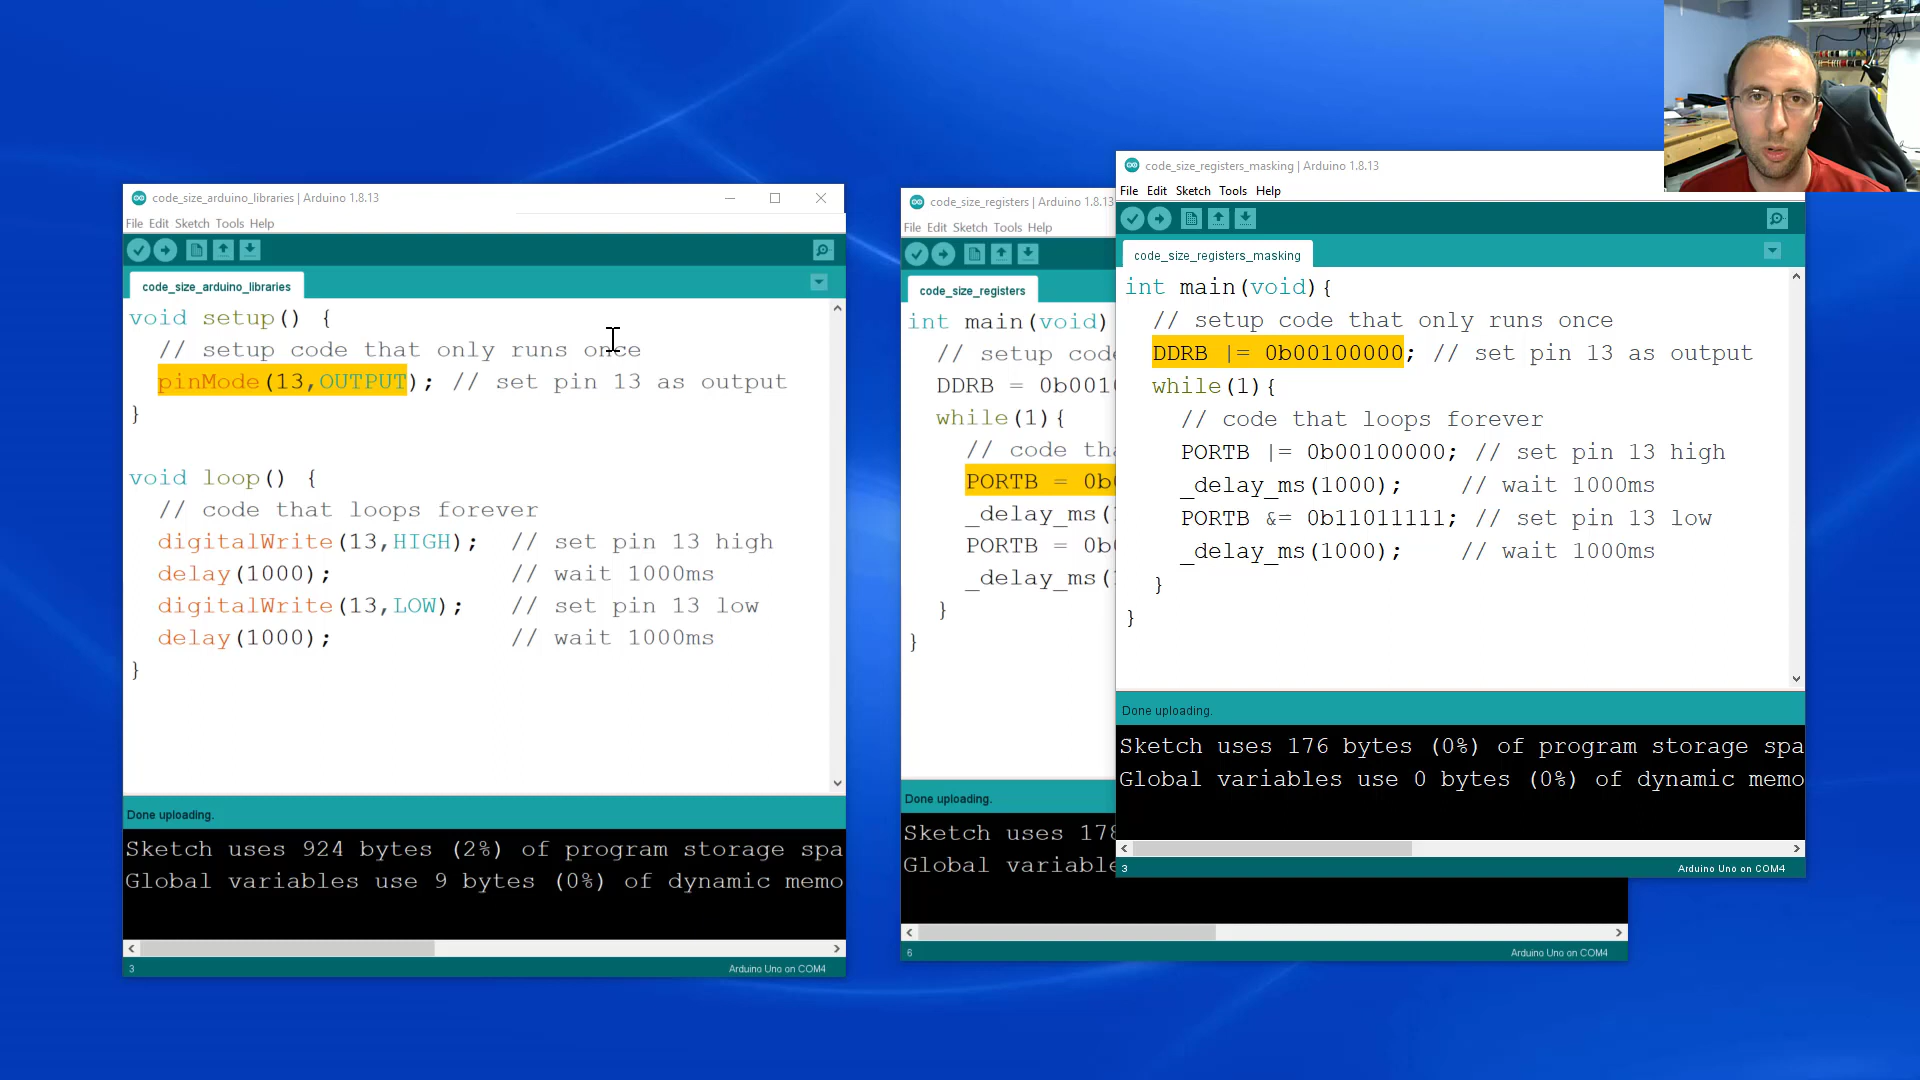 code_size_arduino_libraries | Arduino 1.8.13
File Edit Sketch Tools Help
code_size_arduino_libraries
void setup() {
  // setup code that only runs once
  pinMode(13,OUTPUT); // set pin 13 as output
}
void loop() {
  // code that loops forever
  digitalWrite(13,HIGH);  // set pin 13 high
  delay(1000);            // wait 1000ms
  digitalWrite(13,LOW);   // set pin 13 low
  delay(1000);            // wait 1000ms
}
Done uploading.
Sketch uses 924 bytes (2%) of program storage spa
Global variables use 9 bytes (0%) of dynamic memo
3
Arduino Uno on COM4
code_size_registers | Arduino 1.8.13
File Edit Sketch Tools Help
code_size_registers
int main(void)
  // setup cod
  DDRB = 0b001
  while(1){
    // code th
    PORTB = 0b
    _delay_ms(
    PORTB = 0b
    _delay_ms(
  }
}
Done uploading.
Sketch uses 178
Global variable
6
Arduino Uno on COM4
code_size_registers_masking | Arduino 1.8.13
File Edit Sketch Tools Help
code_size_registers_masking
int main(void){
  // setup code that only runs once
  DDRB |= 0b00100000; // set pin 13 as output
  while(1){
    // code that loops forever
    PORTB |= 0b00100000; // set pin 13 high
    _delay_ms(1000);    // wait 1000ms
    PORTB &= 0b11011111; // set pin 13 low
    _delay_ms(1000);    // wait 1000ms
  }
}
Done uploading.
Sketch uses 176 bytes (0%) of program storage spa
Global variables use 0 bytes (0%) of dynamic memo
3
Arduino Uno on COM4